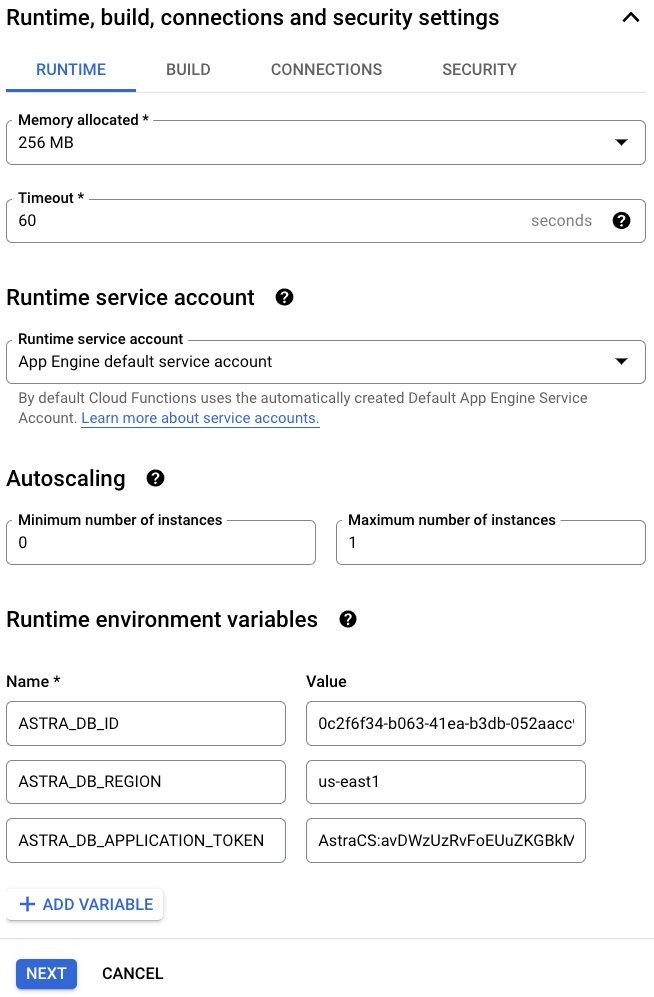 Runtime, build, connections and security settings
RUNTIME BUILD CONNECTIONS SECURITY
Memory allocated *
256 MB
Timeout *
60 seconds
Runtime service account
Runtime service account
App Engine default service account
By default Cloud Functions uses the automatically created Default App Engine Service
Account. Learn more about service accounts.
Autoscaling
Minimum number of instances Maximum number of instances
0 1
Runtime environment variables
Name * Value
ASTRA_DB_ID 0c2f6f34-b063-41ea-b3db-052aacc
ASTRA_DB_REGION us-east1
ASTRA_DB_APPLICATION_TOKEN AstraCS:avDWzUzRvFoEUuZKGBkM
+ ADD VARIABLE
NEXT CANCEL